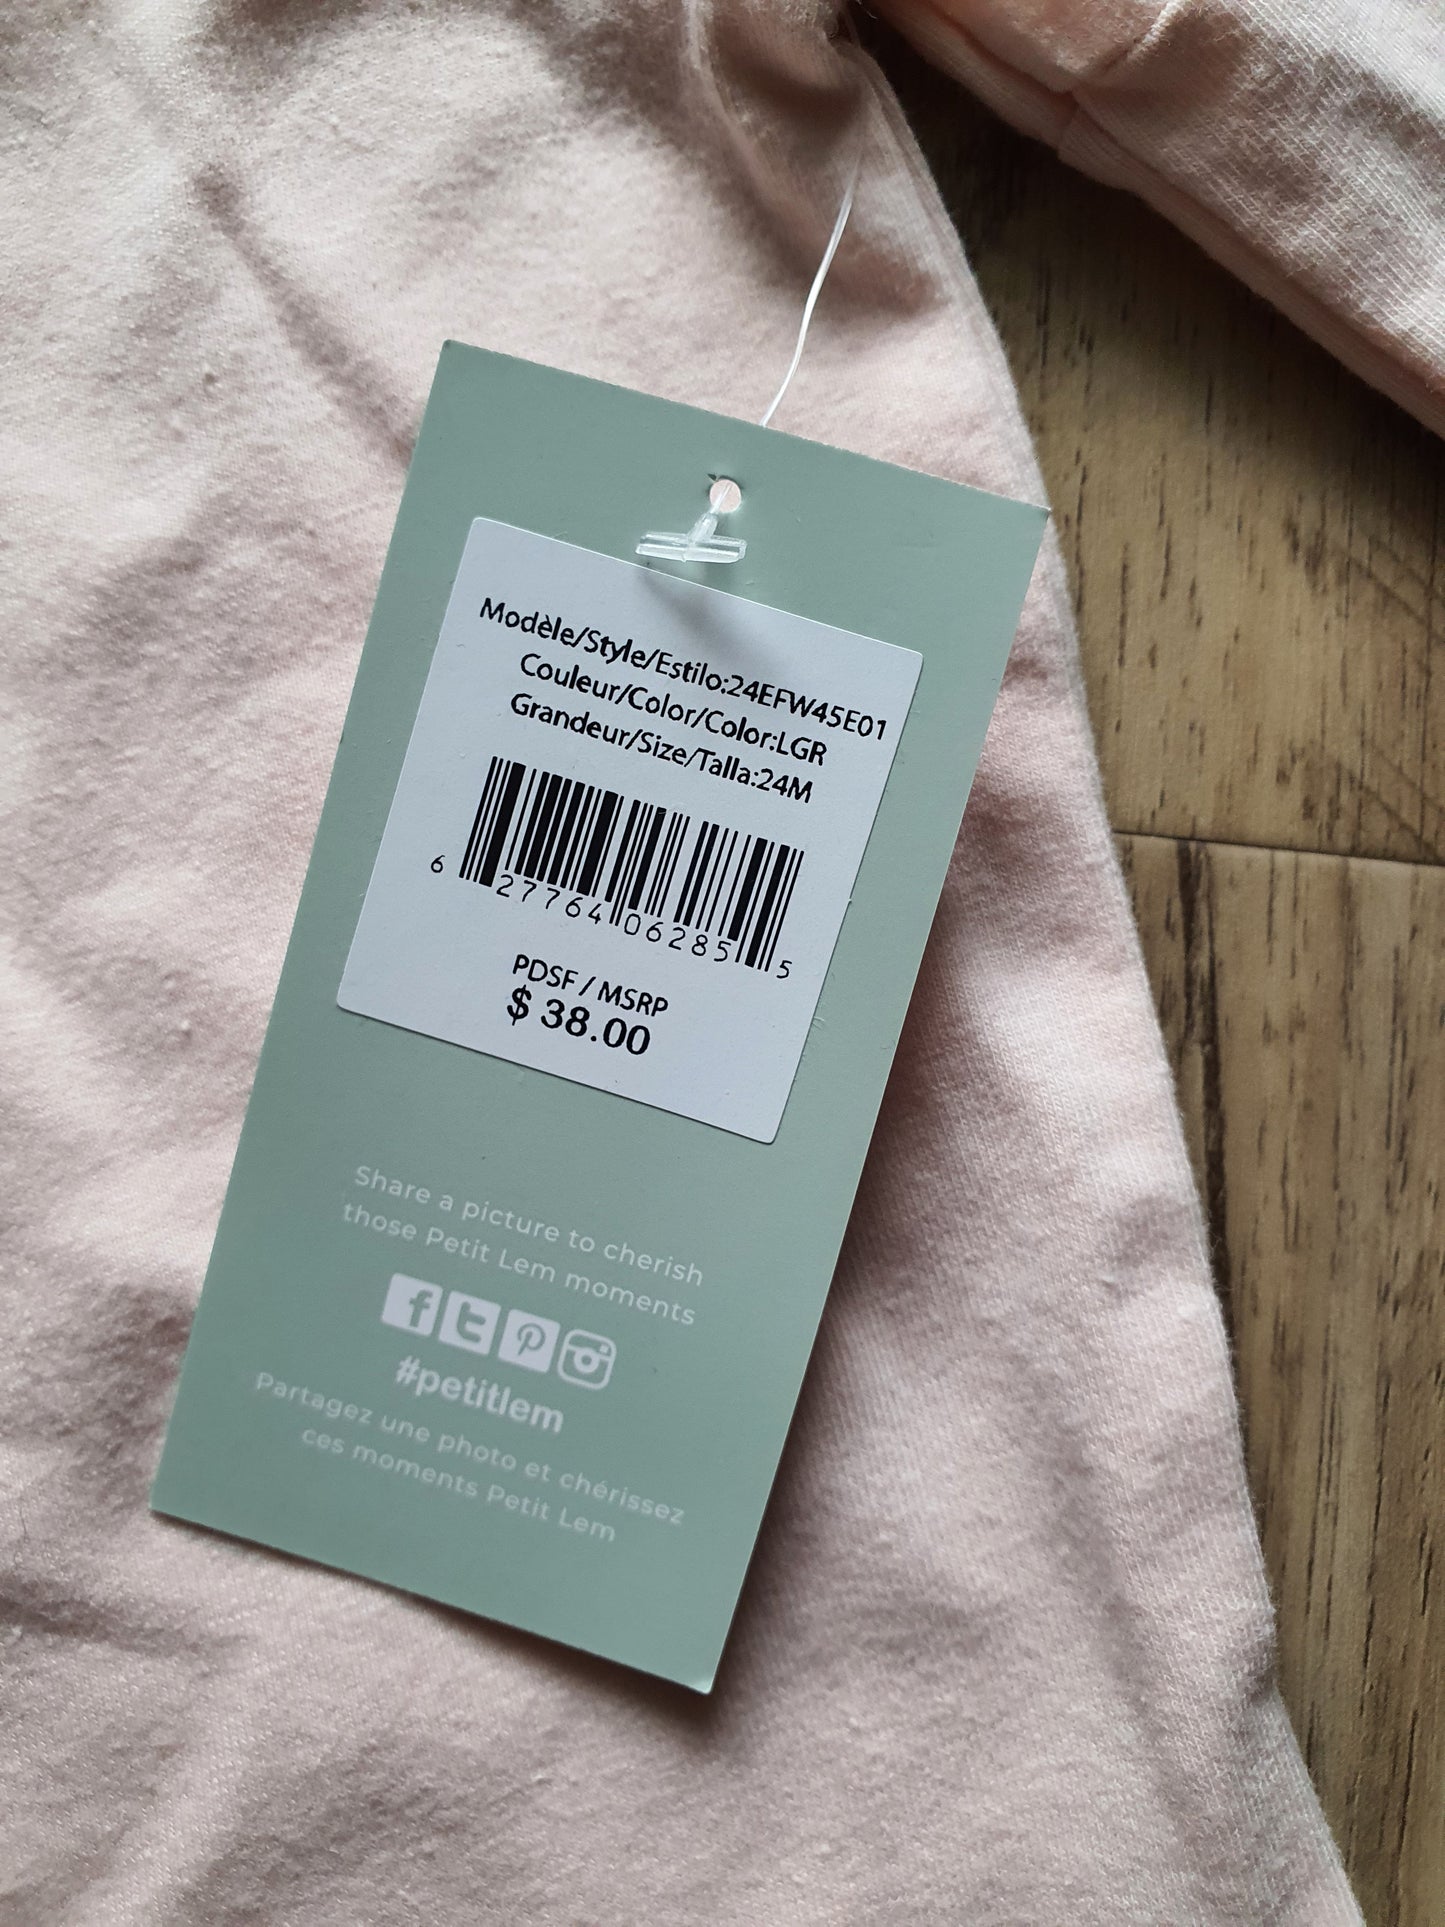 Modèle/Style/Estilo:24EFW45E01
Couleur/Color/Color:LGR
Grandeur/Size/Talla:24M
6 27764 06285 5
PDSF / MSRP
$ 38.00
Share a picture to cherish
those Petit Lem moments
#petitlem
Partagez une photo et chérissez
ces moments Petit Lem